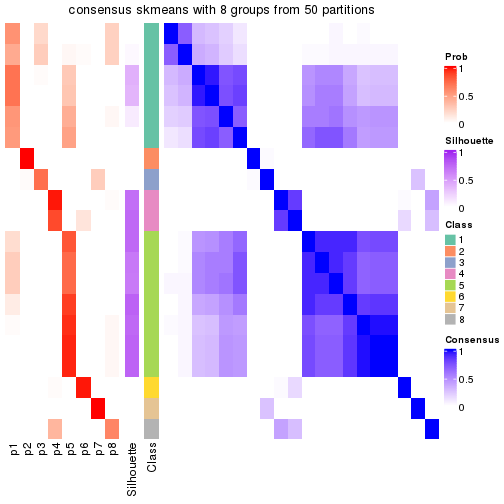 consensus skmeans with 8 groups from 50 partitions
Prob
1
0.5
0
Silhouette
1
0.5
0
Class
1
2
3
4
5
6
7
8
Consensus
1
0.5
0
p1
p2
p3
p4
p5
p6
p7
p8
Silhouette
Class